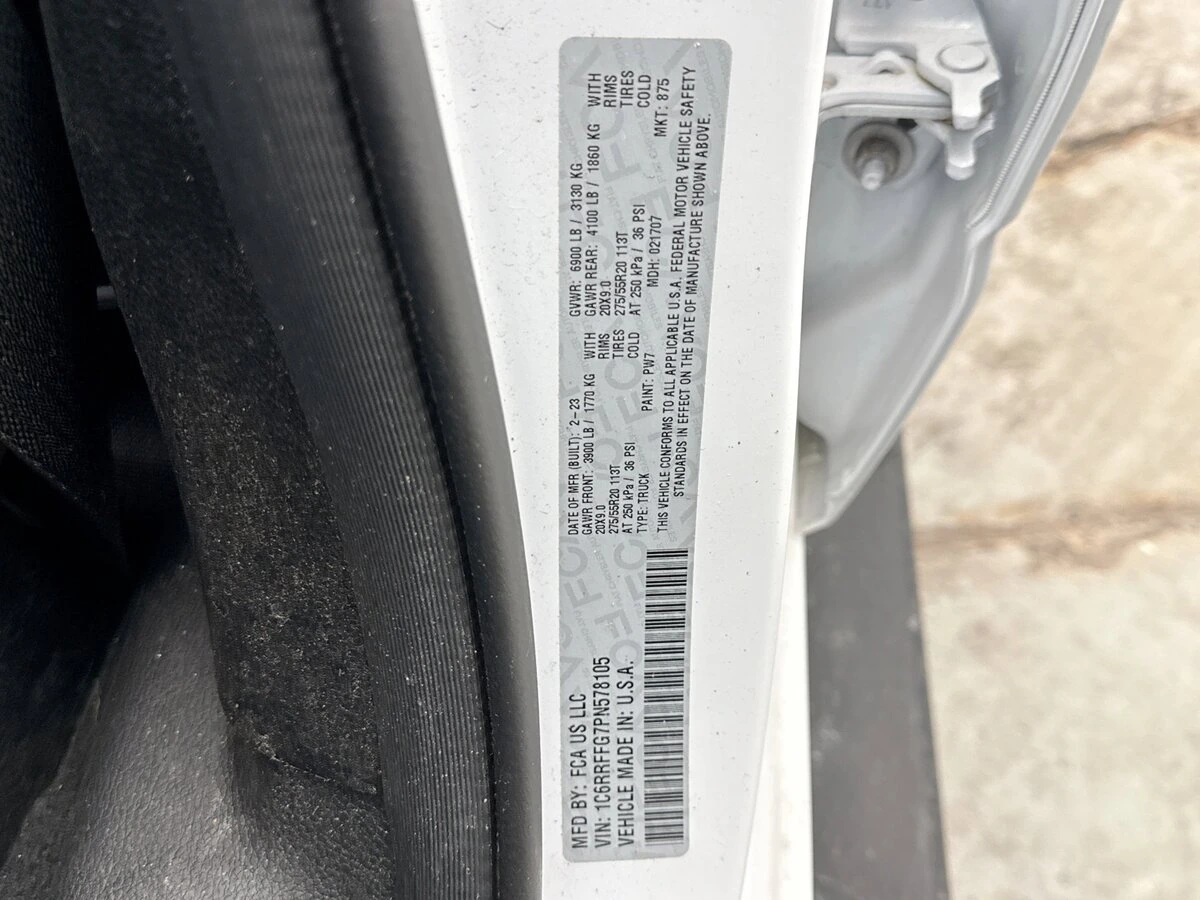 MFD BY: FCA US LLC
VIN: 1C6RRFFG7PN578105
VEHICLE MADE IN: U.S.A.
DATE OF MFR (BUILT): 2-23 GVWR: 6900 LB / 3130 KG
GAWR FRONT: 3900 LB / 1770 KG WITH GAWR REAR: 4100 LB / 1860 KG WITH
20X9.0 RIMS 20X9.0 RIMS
275/55R20 113T TIRES 275/55R20 113T TIRES
AT 250 kPa / 36 PSI COLD AT 250 kPa / 36 PSI COLD
TYPE: TRUCK PAINT: PW7 MDH: 021707 MKT: 875
THIS VEHICLE CONFORMS TO ALL APPLICABLE U.S.A. FEDERAL MOTOR VEHICLE SAFETY
STANDARDS IN EFFECT ON THE DATE OF MANUFACTURE SHOWN ABOVE.